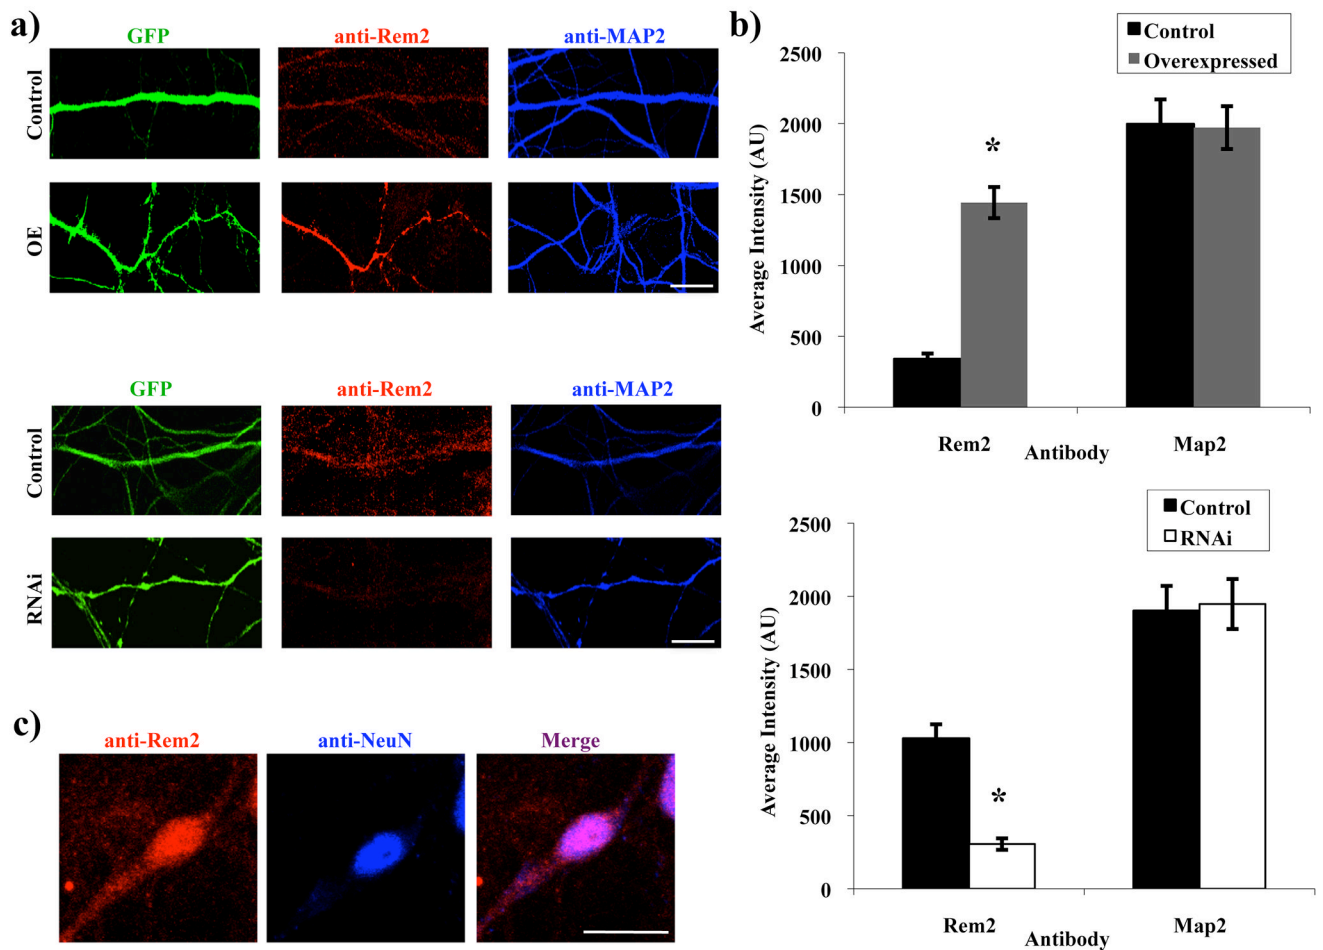 a)
GFP anti-Rem2 anti-MAP2
Control
OE
GFP anti-Rem2 anti-MAP2
Control
RNAi
c)
anti-Rem2 anti-NeuN Merge
b)
Control
Overexpressed
Average Intensity (AU)
2500
2000
1500
1000
500
0
*
Rem2 Map2
Antibody
Control
RNAi
Average Intensity (AU)
2500
2000
1500
1000
500
0
*
Rem2 Map2
Antibody